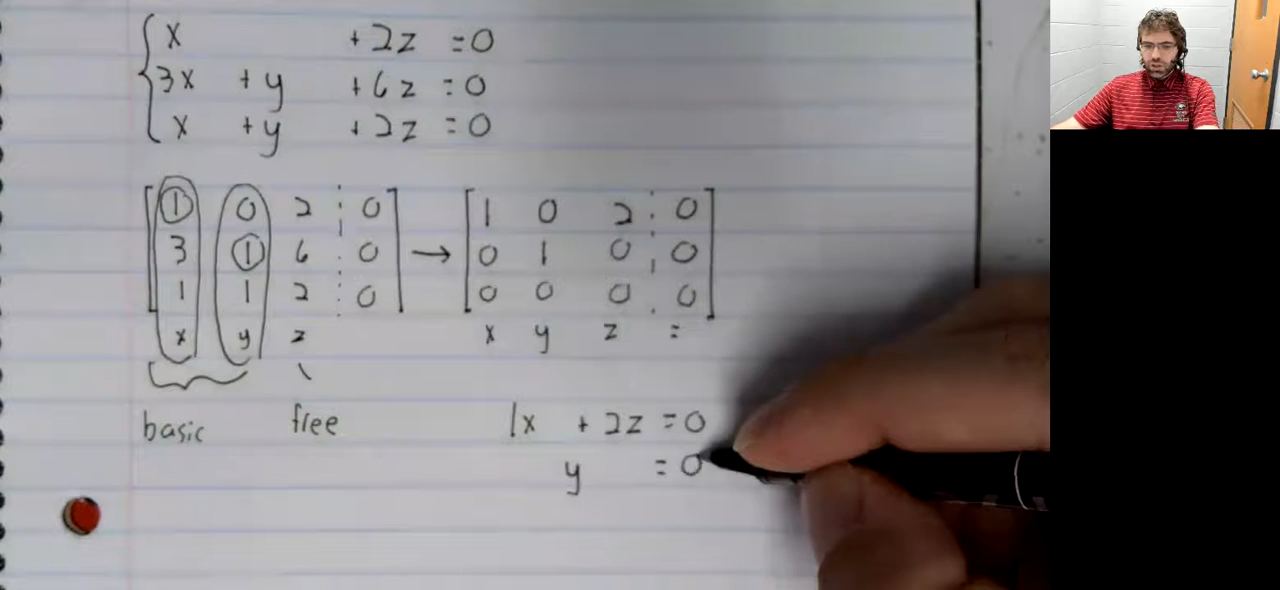 x + 2z = 0
3x + y + 6z = 0
x + y + 2z = 0
1 0 2 : 0 → 1 0 2 : 0
3 1 6 : 0 0 1 0 : 0
1 1 2 : 0 0 0 0 : 0
x y z x y z =
basic free 1x + 2z = 0
y = 0